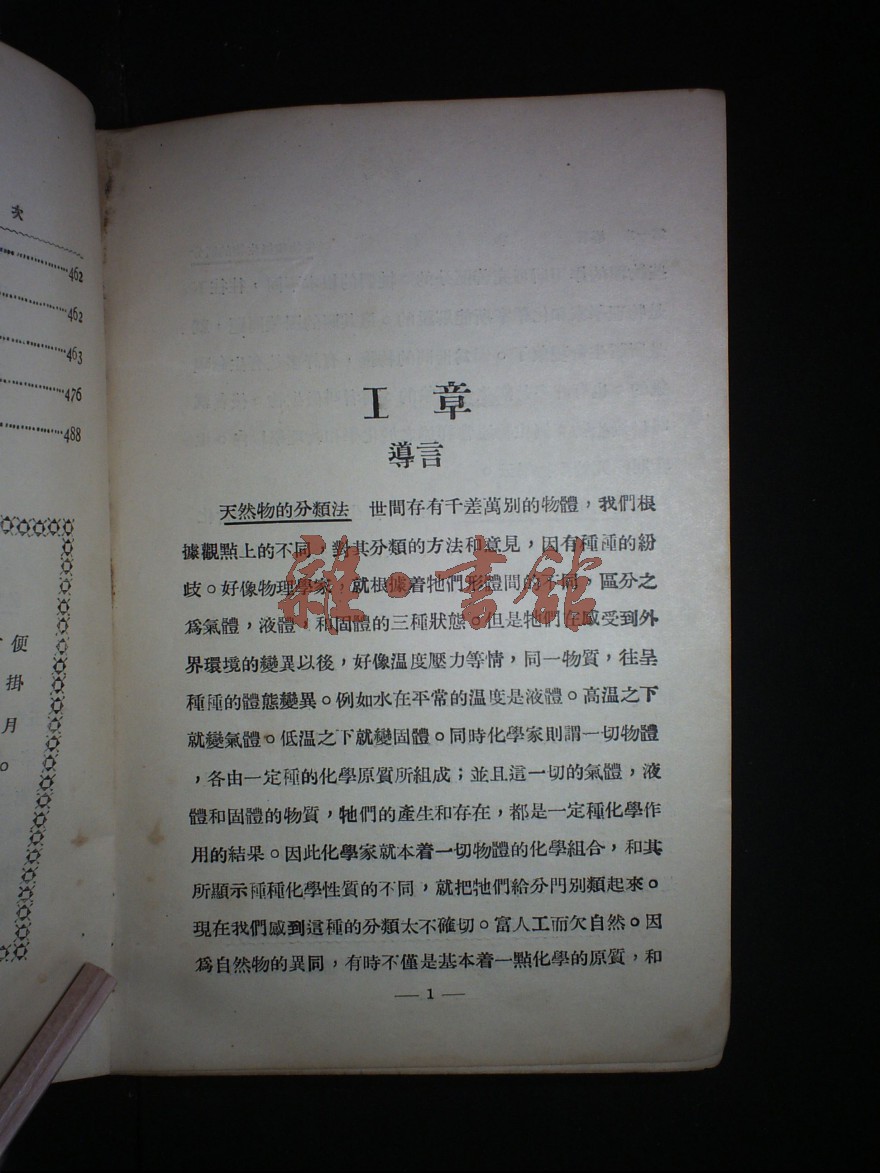 次
462
462
463
476
488
便
掛
月
。
I 章
導言
天然物的分類法 世間存有千差萬別的物體，我們根
據觀點上的不同，對其分類的方法和意見，因有種種的紛
歧。好像物理學家，就根據着牠們形體間的不同，區分之
爲氣體，液體，和固體的三種狀態。但是牠們在感受到外
界環境的變異以後，好像温度壓力等情，同一物質，往呈
種種的體態變異。例如水在平常的温度是液體。高温之下
就變氣體。低温之下就變固體。同時化學家則謂一切物體
，各由一定種的化學原質所組成；並且這一切的氣體，液
體和固體的物質，牠們的產生和存在，都是一定種化學作
用的結果。因此化學家就本着一切物體的化學組合，和其
所顯示種種化學性質的不同，就把牠們給分門別類起來。
現在我們感到這種的分類太不確切。富人工而欠自然。因
爲自然物的異同，有時不僅是基本着一點化學的原質，和
— 1 —
雜·書館